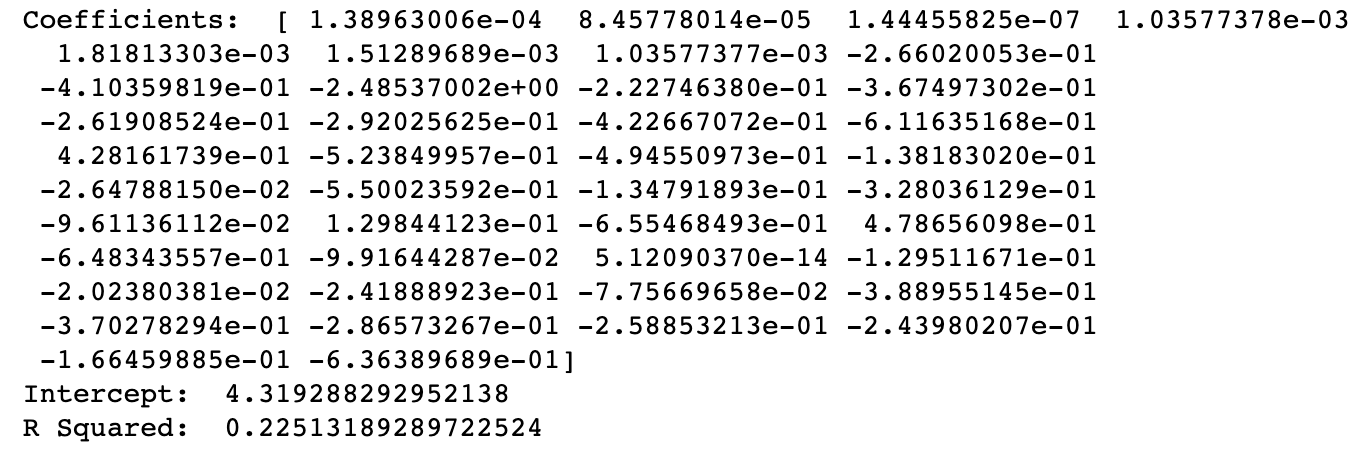 Coefficients:  [ 1.38963006e-04  8.45778014e-05  1.44455825e-07  1.03577378e-03
  1.81813303e-03  1.51289689e-03  1.03577377e-03 -2.66020053e-01
 -4.10359819e-01 -2.48537002e+00 -2.22746380e-01 -3.67497302e-01
 -2.61908524e-01 -2.92025625e-01 -4.22667072e-01 -6.11635168e-01
  4.28161739e-01 -5.23849957e-01 -4.94550973e-01 -1.38183020e-01
 -2.64788150e-02 -5.50023592e-01 -1.34791893e-01 -3.28036129e-01
 -9.61136112e-02  1.29844123e-01 -6.55468493e-01  4.78656098e-01
 -6.48343557e-01 -9.91644287e-02  5.12090370e-14 -1.29511671e-01
 -2.02380381e-02 -2.41888923e-01 -7.75669658e-02 -3.88955145e-01
 -3.70278294e-01 -2.86573267e-01 -2.58853213e-01 -2.43980207e-01
 -1.66459885e-01 -6.36389689e-01]
Intercept:  4.319288292952138
R Squared:  0.22513189289722524